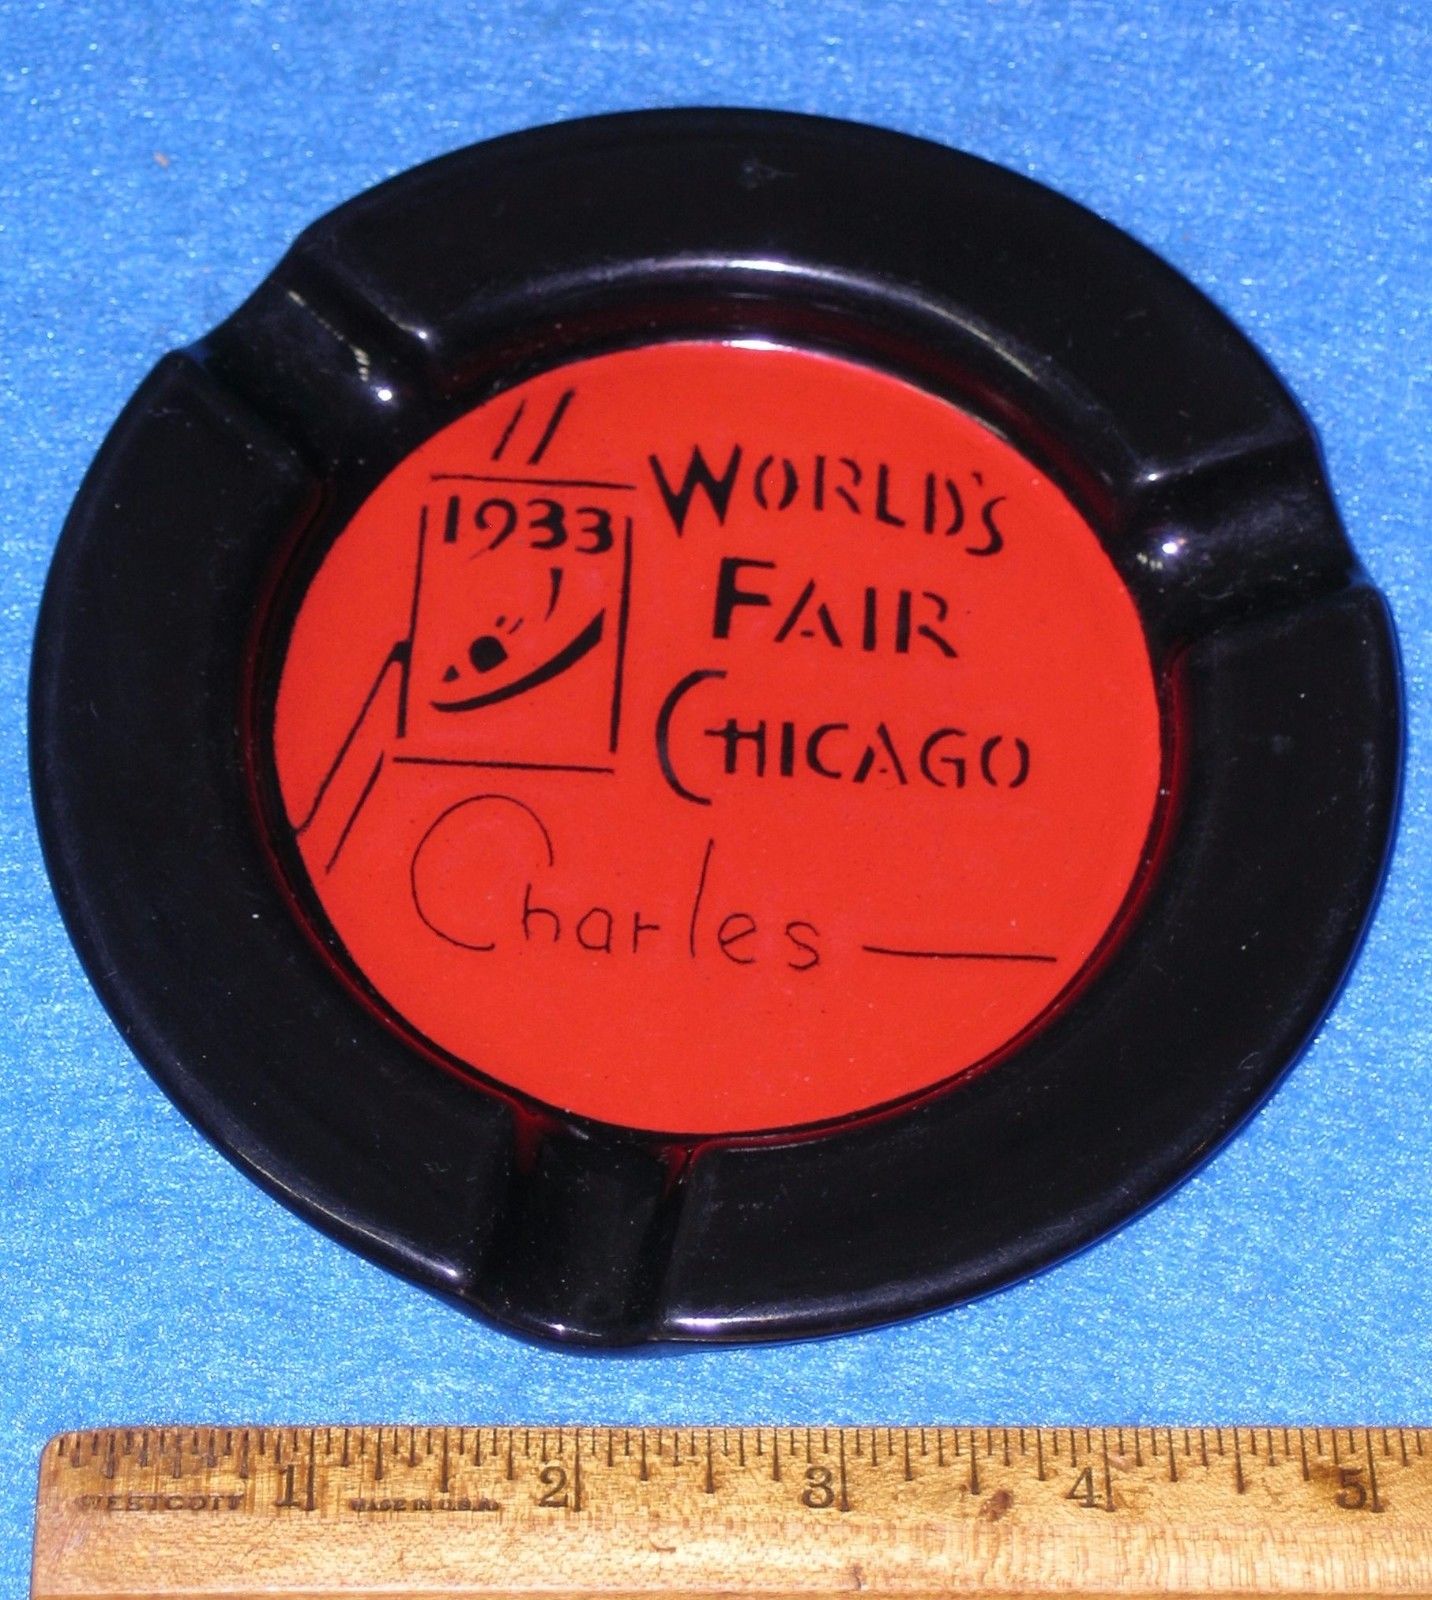 1933
WORLD'S
FAIR
CHICAGO
Charles
1 2 3 4 5
WESTCOTT MADE IN U.S.A.